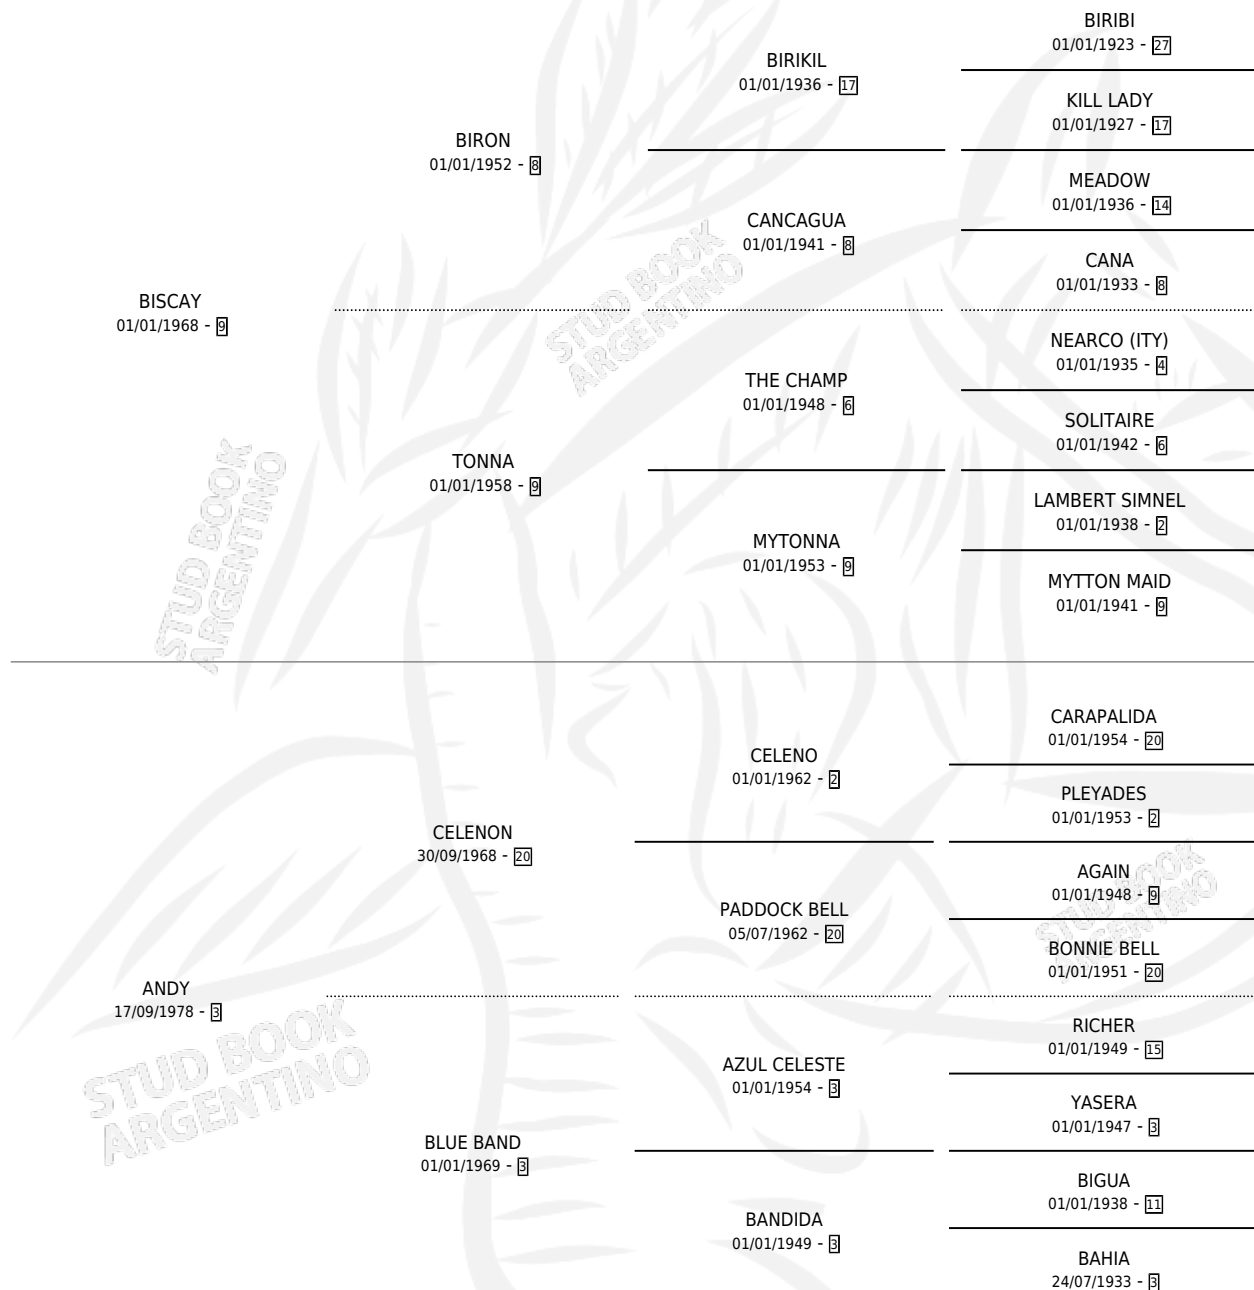 BIRIBI
01/01/1923 - 27
BIRIKIL
01/01/1936 - 17
KILL LADY
01/01/1927 - 17
BIRON
01/01/1952 - 8
MEADOW
01/01/1936 - 14
CANCAGUA
01/01/1941 - 8
CANA
01/01/1933 - 8
BISCAY
01/01/1968 - 9
STUD BOOK
ARGENTINO
NEARCO (ITY)
01/01/1935 - 4
THE CHAMP
01/01/1948 - 6
SOLITAIRE
01/01/1942 - 6
TONNA
01/01/1958 - 9
LAMBERT SIMNEL
01/01/1938 - 2
MYTONNA
01/01/1953 - 9
MYTTON MAID
01/01/1941 - 9
STUD BOOK
ARGENTINO
CARAPALIDA
01/01/1954 - 20
CELENO
01/01/1962 - 2
PLEYADES
01/01/1953 - 2
CELENON
30/09/1968 - 20
AGAIN
01/01/1948 - 9
PADDOCK BELL
05/07/1962 - 20
BONNIE BELL
01/01/1951 - 20
STUD BOOK
ARGENTINO
ANDY
17/09/1978 - 3
STUD BOOK
ARGENTINO
RICHER
01/01/1949 - 15
AZUL CELESTE
01/01/1954 - 3
YASERA
01/01/1947 - 3
BLUE BAND
01/01/1969 - 3
BIGUA
01/01/1938 - 11
BANDIDA
01/01/1949 - 3
BAHIA
24/07/1933 - 3